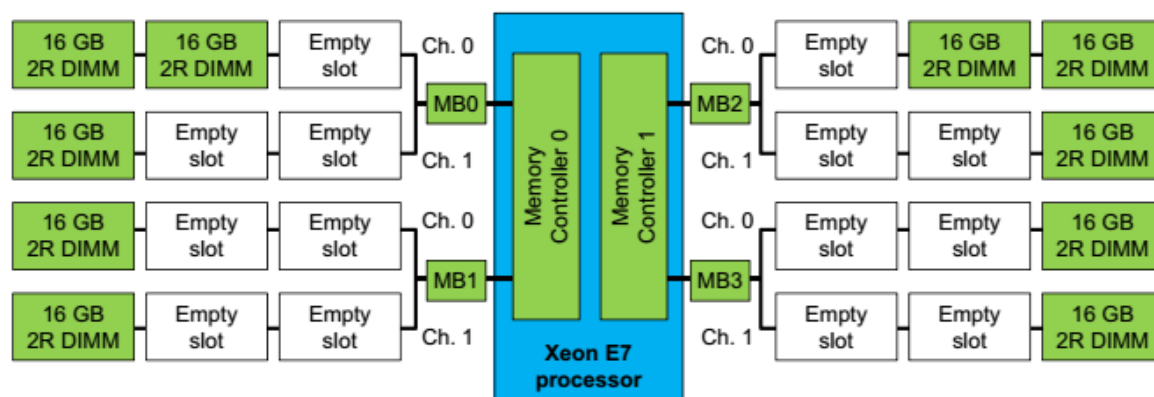 16 GB
2R DIMM
16 GB
2R DIMM
Empty
slot
Ch. 0
MB0
16 GB
2R DIMM
Empty
slot
Empty
slot
Ch. 1
16 GB
2R DIMM
Empty
slot
Empty
slot
Ch. 0
MB1
16 GB
2R DIMM
Empty
slot
Empty
slot
Ch. 1
Memory
Controller 0
Memory
Controller 1
Xeon E7
processor
Ch. 0
MB2
Empty
slot
16 GB
2R DIMM
16 GB
2R DIMM
Ch. 1
Empty
slot
Empty
slot
16 GB
2R DIMM
Ch. 0
MB3
Empty
slot
Empty
slot
16 GB
2R DIMM
Ch. 1
Empty
slot
Empty
slot
16 GB
2R DIMM